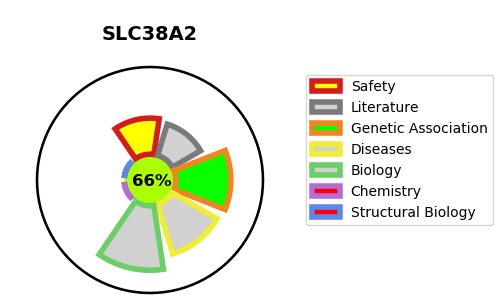 SLC38A2
66%
Safety
Literature
Genetic Association
Diseases
Biology
Chemistry
Structural Biology